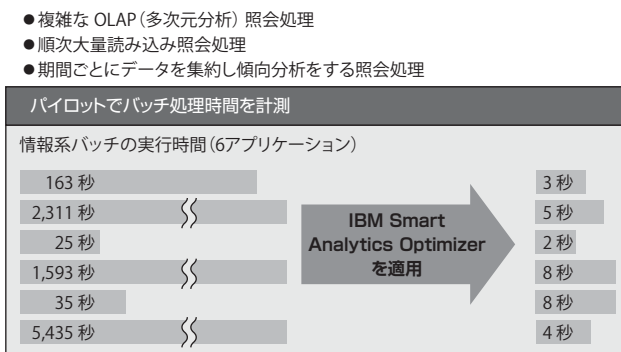 ●複雑な OLAP（多次元分析）照会処理
●順次大量読み込み照会処理
●期間ごとにデータを集約し傾向分析をする照会処理
パイロットでバッチ処理時間を計測
情報系バッチの実行時間（6アプリケーション）
163 秒
3 秒
2,311 秒
5 秒
25 秒
2 秒
1,593 秒
8 秒
35 秒
8 秒
5,435 秒
4 秒
IBM Smart
Analytics Optimizer
を適用